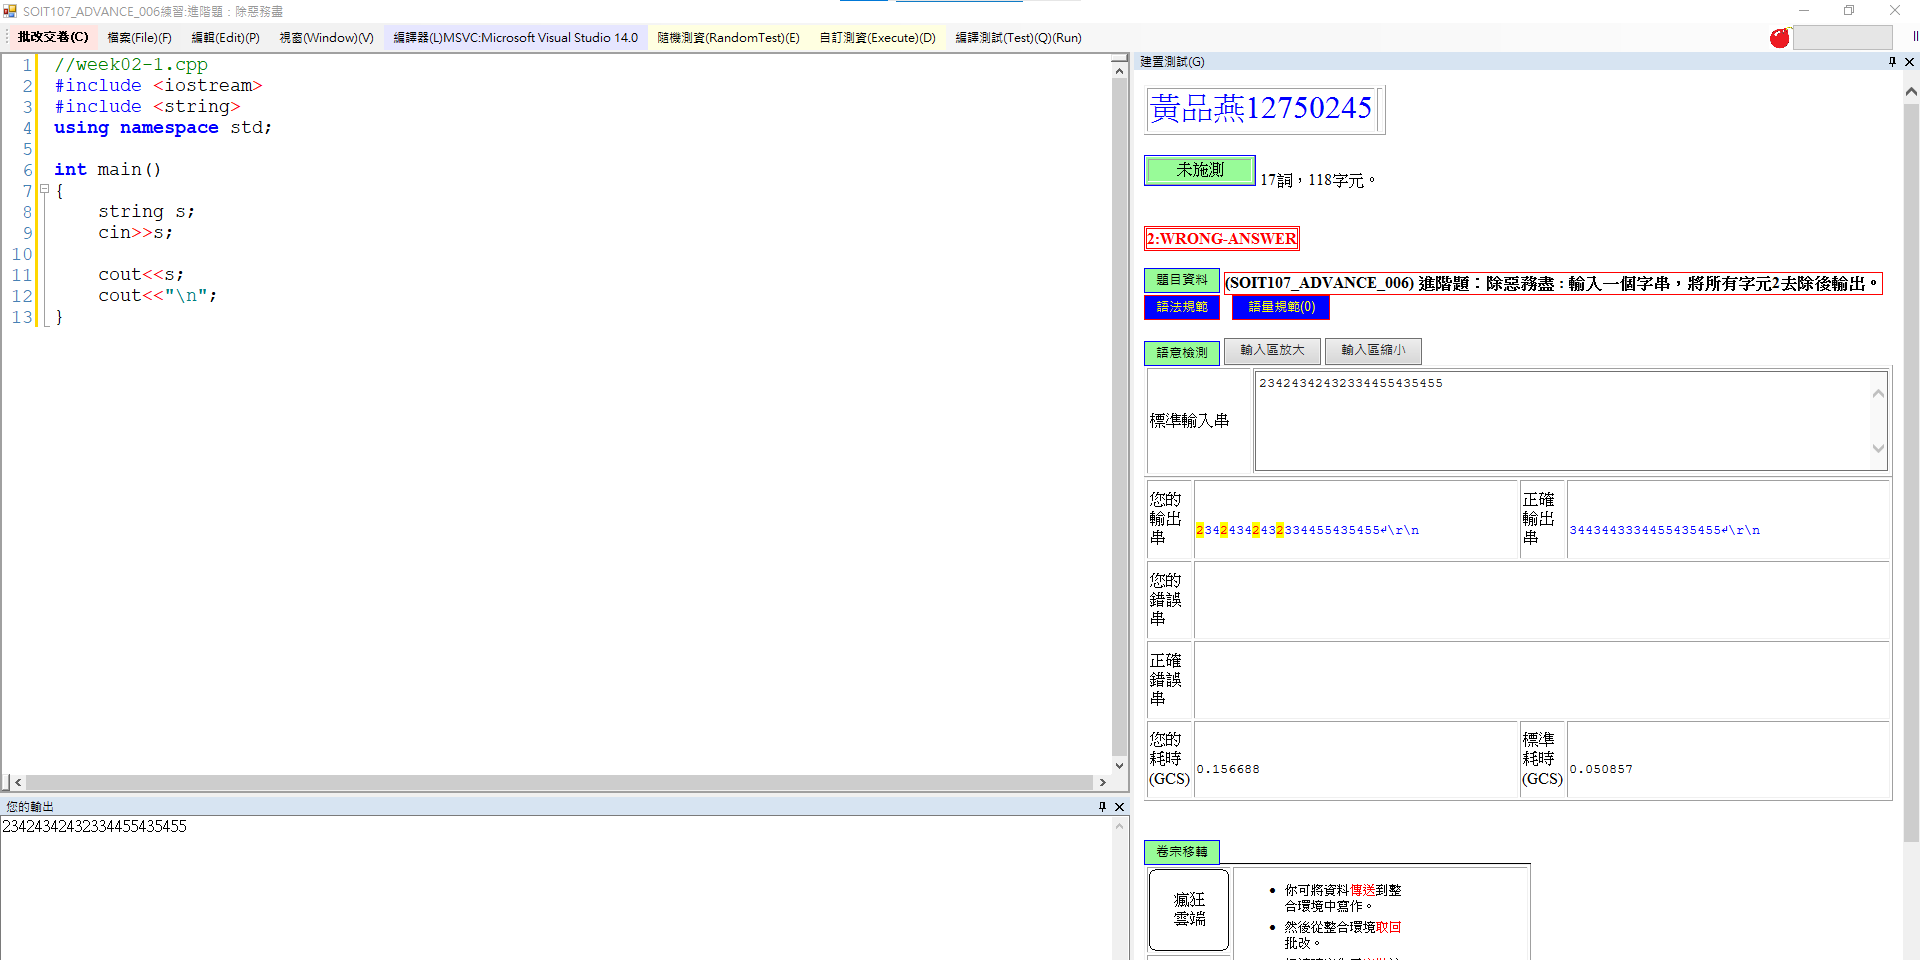 SOIT107_ADVANCE_006練習:進階題：除惡務盡
批改交卷(C) 檔案(File)(F) 編輯(Edit)(P) 視窗(Window)(V) 編譯器(L)MSVC:Microsoft Visual Studio 14.0 隨機測資(RandomTest)(E) 自訂測資(Execute)(D) 編譯測試(Test)(Q)(Run)
1 //week02-1.cpp
2 #include <iostream>
3 #include <string>
4 using namespace std;
5
6 int main()
7 {
8 string s;
9 cin>>s;
10
11 cout<<s;
12 cout<<"\n";
13 }
您的輸出
23424342432334455435455
建置測試(G)
黃品燕12750245
未施測 17詞，118字元。
2:WRONG-ANSWER
題目資料 (SOIT107_ADVANCE_006) 進階題：除惡務盡 : 輸入一個字串，將所有字元2去除後輸出。
語法規範 語量規範(0)
語意檢測 輸入區放大 輸入區縮小
標準輸入串 23424342432334455435455
您的輸出串 23424342432334455435455↲\r\n 正確輸出串 3443443334455435455↲\r\n
您的錯誤串
正確錯誤串
您的耗時(GCS) 0.156688 標準耗時(GCS) 0.050857
卷宗移轉
瘋狂雲端
你可將資料傳送到整
合環境中寫作。
然後從整合環境取回
批改。